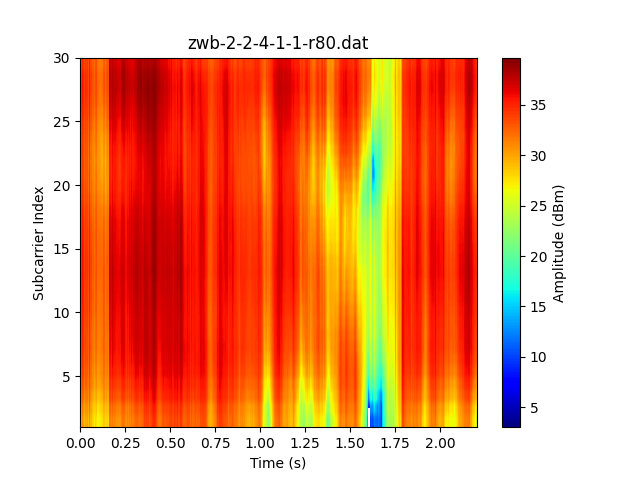 zwb-2-2-4-1-1-r80.dat
30
25
20
15
10
5
Subcarrier Index
0.00 0.25 0.50 0.75 1.00 1.25 1.50 1.75 2.00
Time (s)
35
30
25
20
15
10
5
Amplitude (dBm)